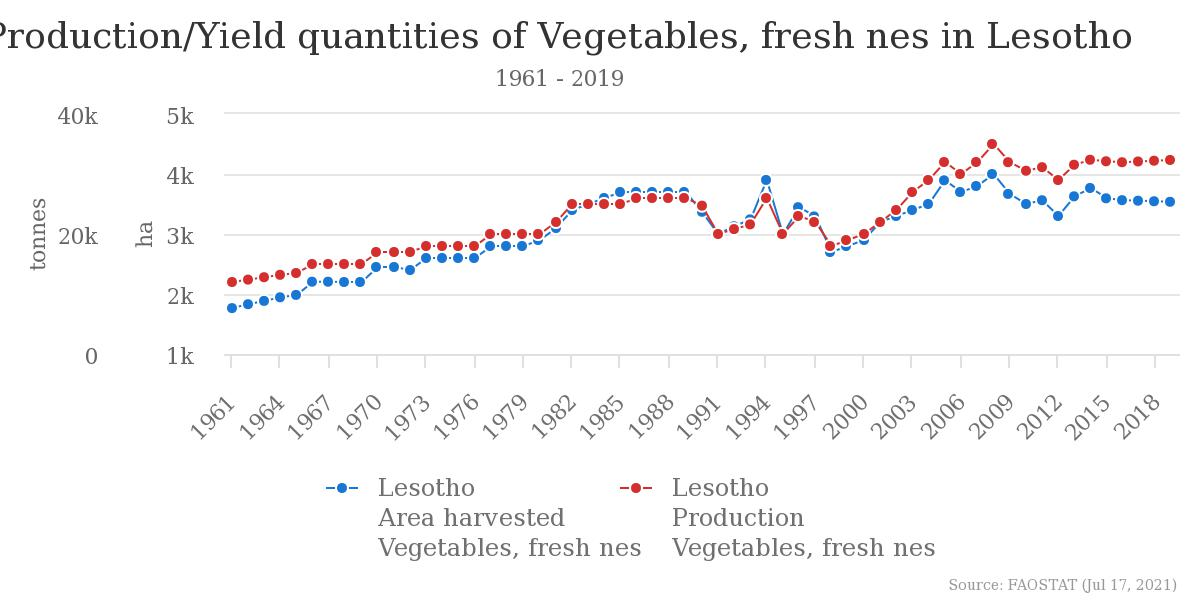 Production/Yield quantities of Vegetables, fresh nes in Lesotho
1961 - 2019
40k
5k
4k
20k
3k
2k
0
1k
tonnes
ha
1961
1964
1967
1970
1973
1976
1979
1982
1985
1988
1991
1994
1997
2000
2003
2006
2009
2012
2015
2018
Lesotho
Area harvested
Vegetables, fresh nes
Lesotho
Production
Vegetables, fresh nes
Source: FAOSTAT (Jul 17, 2021)